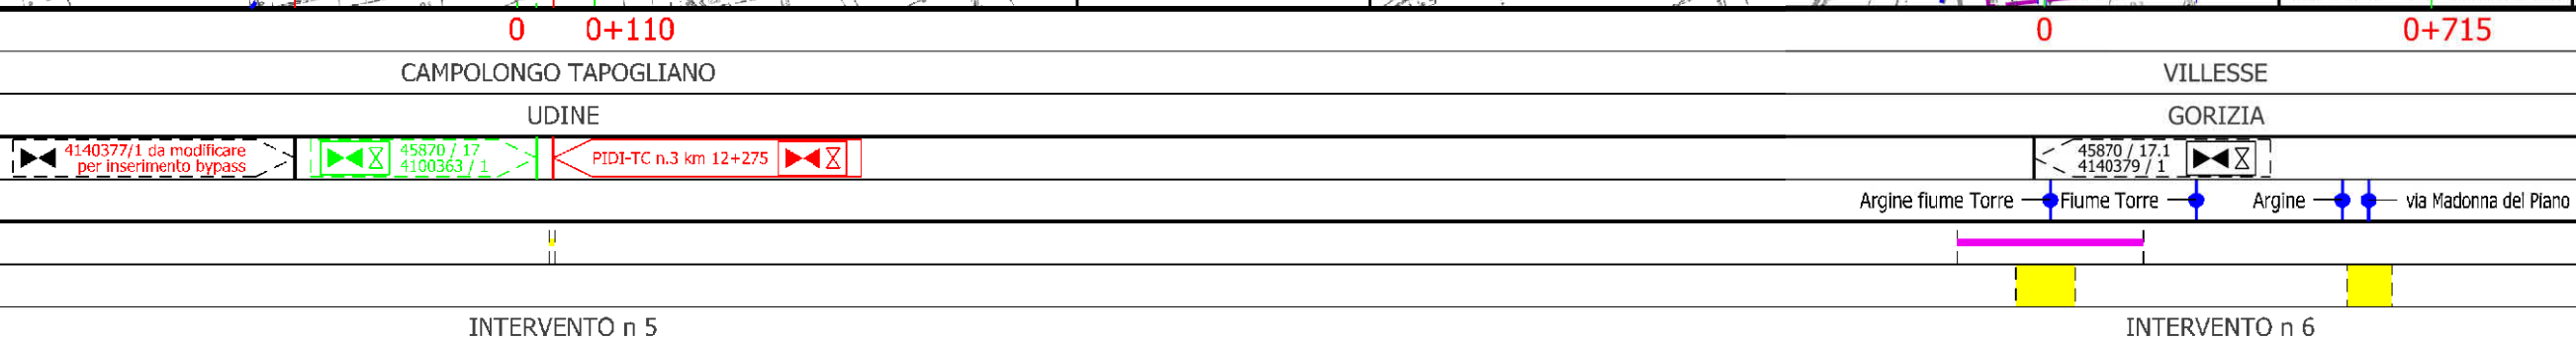 0 0+110 0 0+715
CAMPOLONGO TAPOGLIANO VILLESSE
UDINE GORIZIA
4140377/1 da modificare
per inserimento bypass
45870 / 17
4100363 / 1
PIDI-TC n.3 km 12+275
45870 / 17.1
4140379 / 1
Argine fiume Torre Fiume Torre Argine via Madonna del Piano
INTERVENTO n 5 INTERVENTO n 6